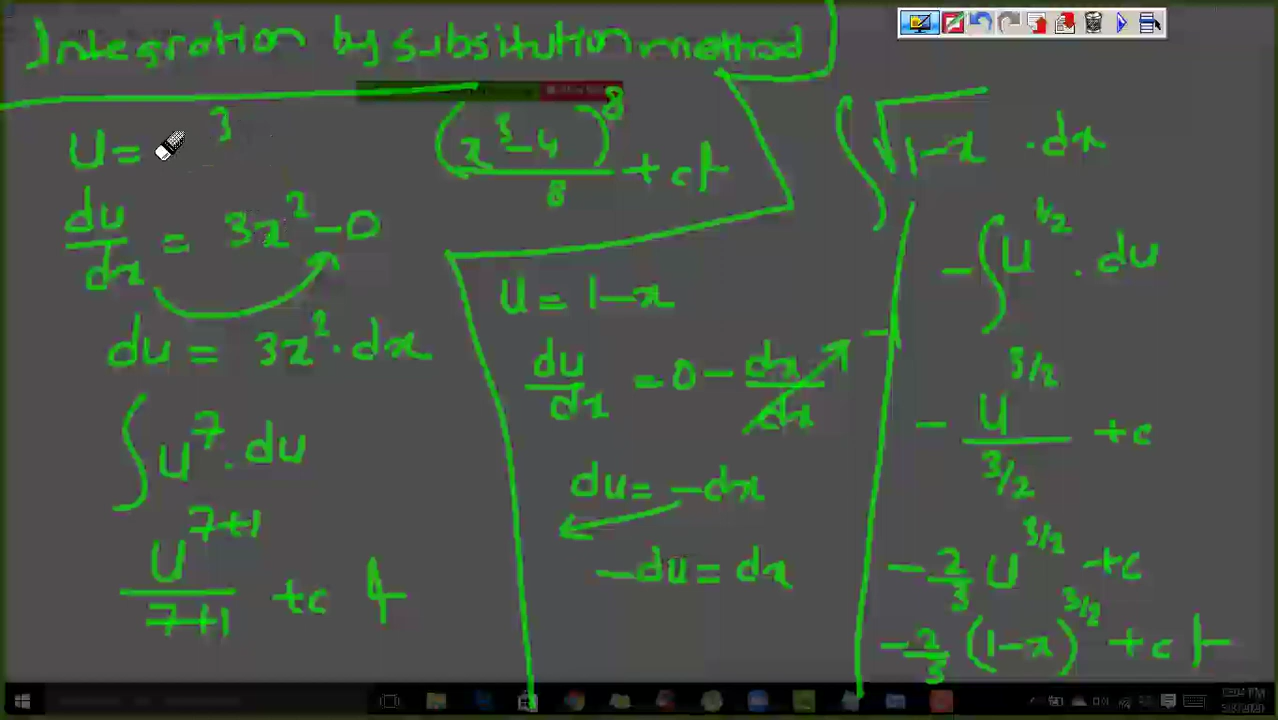 Integration by subsitution method
U = 3
du/dx = 3x² - 0
du = 3x² · dx
∫ u⁷ · du
U⁷⁺¹/7+1 + c
(x³ - 4)⁸/8 + c
U = 1 - x
du/dx = 0 - dx/dx
du = - dx
- du = dx
∫ √1 - x · dx
- ∫ U^1/2 · du
- U^3/2 / 3/2 + c
- 2/3 U^3/2 + c
- 2/3 (1 - x)^3/2 + c